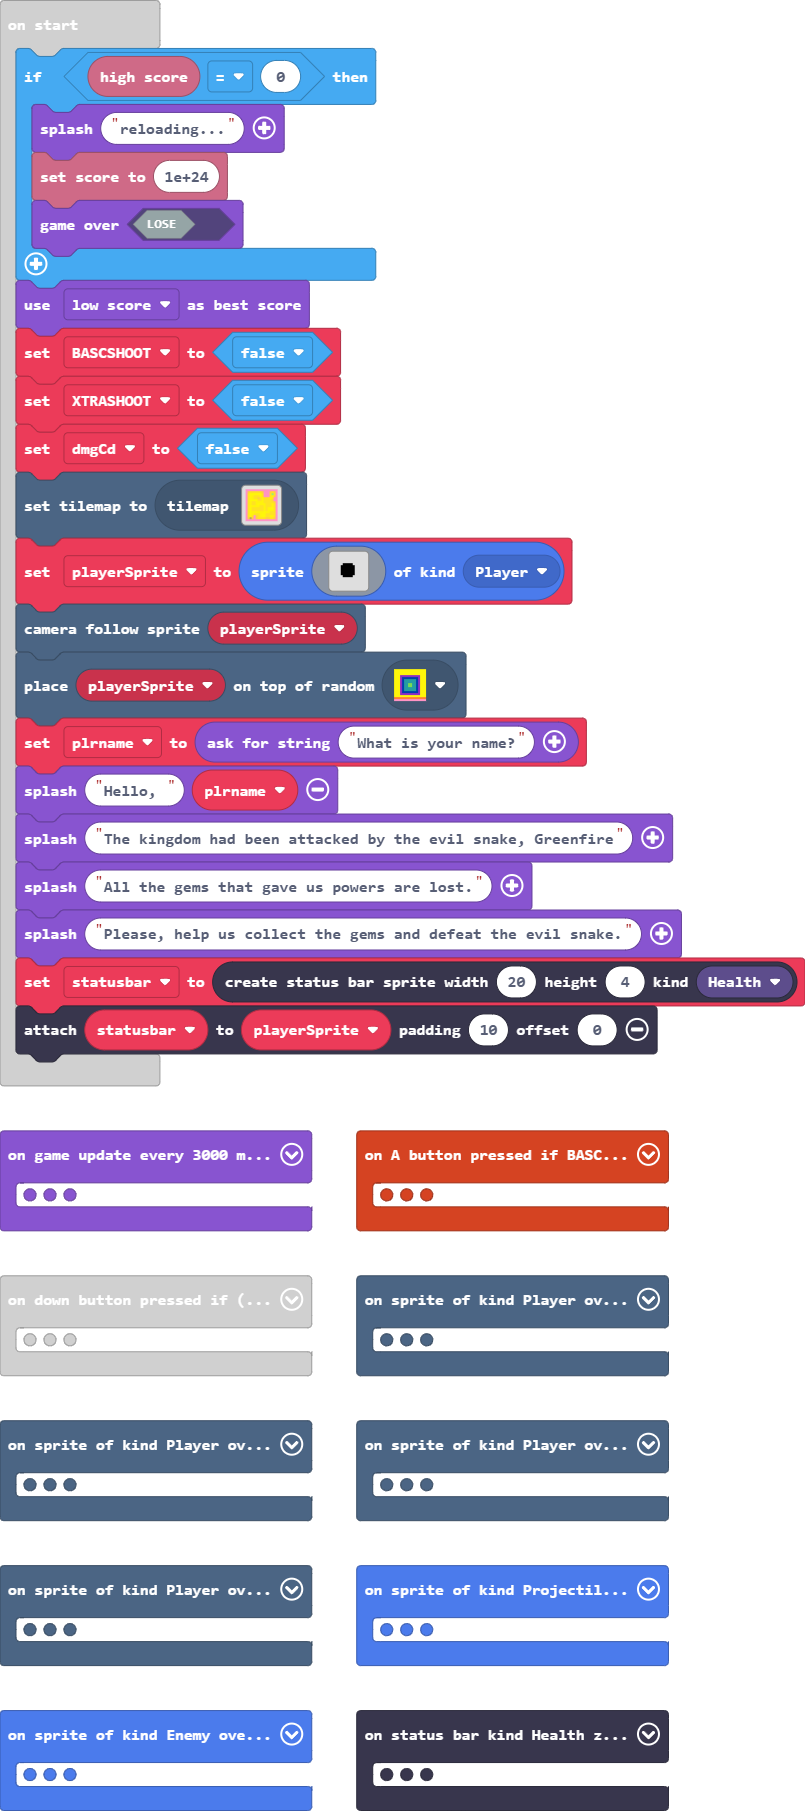 on start
if high score = 0 then
splash "reloading..."
set score to 1e+24
game over LOSE
use low score as best score
set BASCSHOOT to false
set XTRASHOOT to false
set dmgCd to false
set tilemap to tilemap
set playerSprite to sprite of kind Player
camera follow sprite playerSprite
place playerSprite on top of random
set plrname to ask for string "What is your name?"
splash "Hello, " plrname
splash "The kingdom had been attacked by the evil snake, Greenfire"
splash "All the gems that gave us powers are lost."
splash "Please, help us collect the gems and defeat the evil snake."
set statusbar to create status bar sprite width 20 height 4 kind Health
attach statusbar to playerSprite padding 10 offset 0
on game update every 3000 m...
on A button pressed if BASC...
on down button pressed if (...
on sprite of kind Player ov...
on sprite of kind Player ov...
on sprite of kind Player ov...
on sprite of kind Player ov...
on sprite of kind Projectil...
on sprite of kind Enemy ove...
on status bar kind Health z...